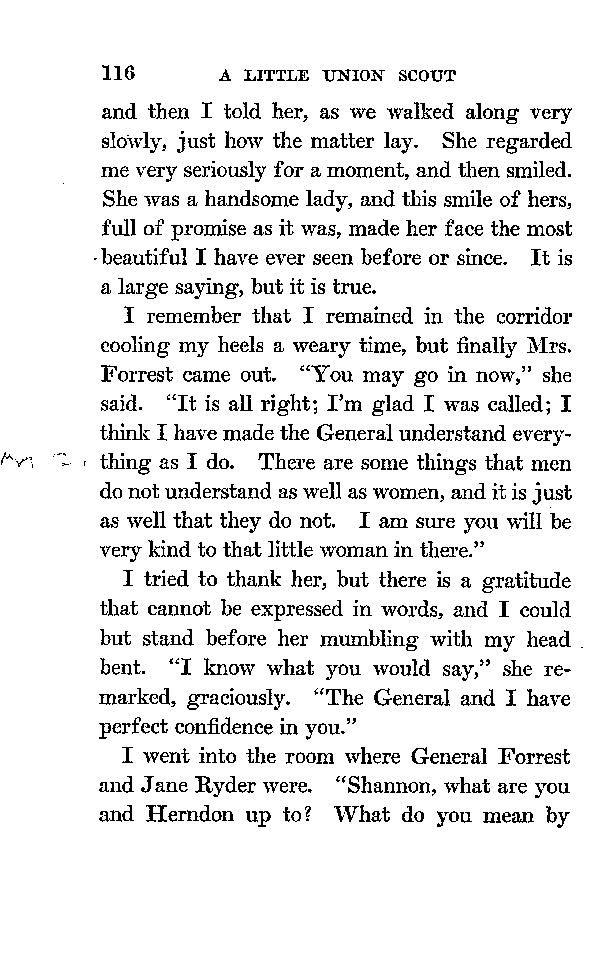 116 A LITTLE UNION SCOUT
and then I told her, as we walked along very
slowly, just how the matter lay. She regarded
me very seriously for a moment, and then smiled.
She was a handsome lady, and this smile of hers,
full of promise as it was, made her face the most
beautiful I have ever seen before or since. It is
a large saying, but it is true.
I remember that I remained in the corridor
cooling my heels a weary time, but finally Mrs.
Forrest came out. "You may go in now," she
said. "It is all right; I'm glad I was called; I
think I have made the General understand every-
thing as I do. There are some things that men
do not understand as well as women, and it is just
as well that they do not. I am sure you will be
very kind to that little woman in there."
I tried to thank her, but there is a gratitude
that cannot be expressed in words, and I could
but stand before her mumbling with my head
bent. "I know what you would say," she re-
marked, graciously. "The General and I have
perfect confidence in you."
I went into the room where General Forrest
and Jane Ryder were. "Shannon, what are you
and Herndon up to? What do you mean by